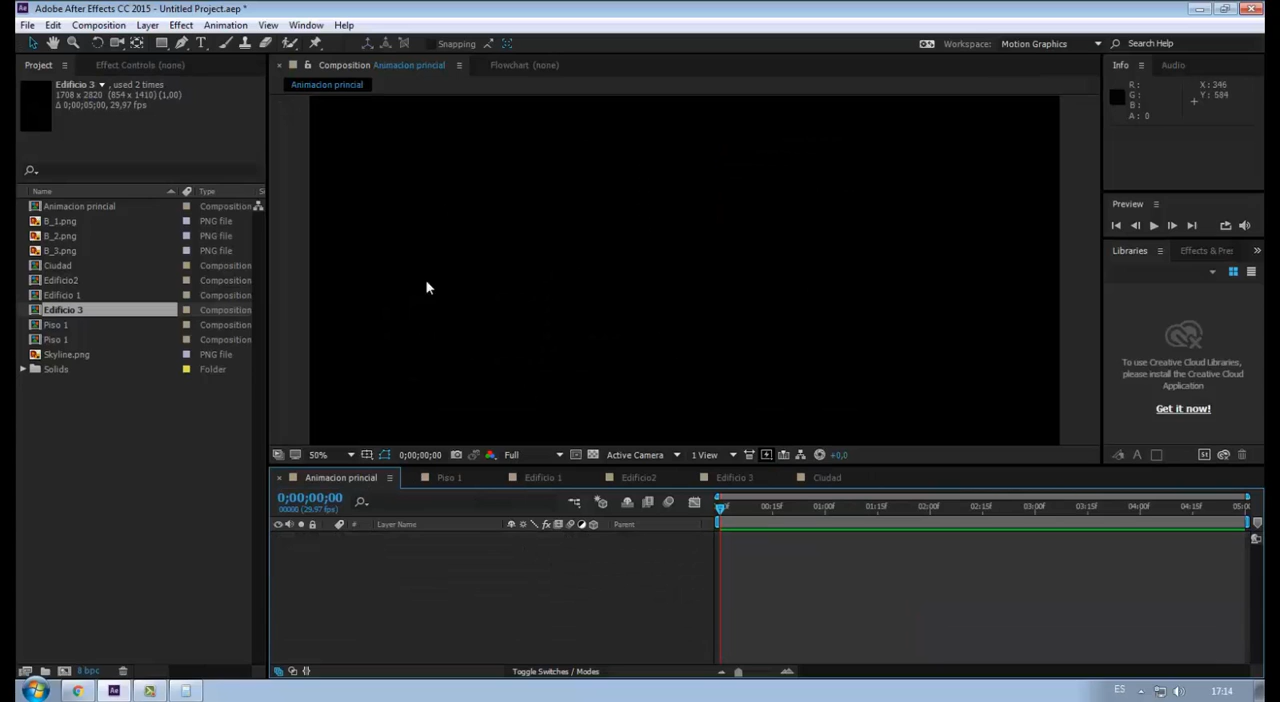 Adobe After Effects CC 2015 - Untitled Project.aep *
File Edit Composition Layer Effect Animation View Window Help
Snapping
Workspace: Motion Graphics
Search Help
Project
Effect Controls (none)
Composition Animacion princial
Flowchart (none)
Info
Audio
Animacion princial
Edificio 3 , used 2 times
1708 x 2820 (854 x 1410) (1,00)
Δ 0;00;05;00, 29,97 fps
R:
G:
B:
A: 0
X: 346
Y: 584
Name
Type
Animacion princial Composition
B_1.png PNG file
B_2.png PNG file
B_3.png PNG file
Ciudad Composition
Edificio2 Composition
Edificio 1 Composition
Edificio 3 Composition
Piso 1 Composition
Piso 1 Composition
Skyline.png PNG file
Solids Folder
Preview
Libraries
Effects & Pre
To use Creative Cloud Libraries,
please install the Creative Cloud
Application
Get it now!
50%
0;00;00;00
Full
Active Camera
1 View
+0,0
Animacion princial
Piso 1
Edificio 1
Edificio2
Edificio 3
Ciudad
0;00;00;00
00000 (29.97 fps)
00:15f 01:00f 01:15f 02:00f 02:15f 03:00f 03:15f 04:00f 04:15f 05:00
# Layer Name
Parent
8 bpc
Toggle Switches / Modes
ES
17:14